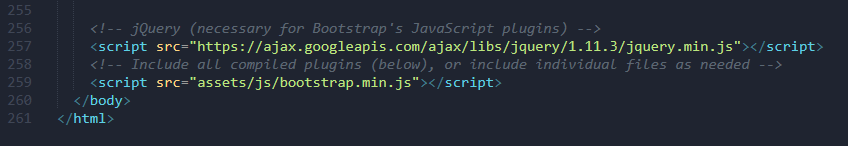 255
256 <!-- jQuery (necessary for Bootstrap's JavaScript plugins) -->
257 <script src="https://ajax.googleapis.com/ajax/libs/jquery/1.11.3/jquery.min.js"></script>
258 <!-- Include all compiled plugins (below), or include individual files as needed -->
259 <script src="assets/js/bootstrap.min.js"></script>
260 </body>
261 </html>